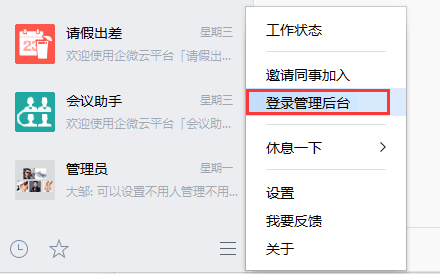 请假出差 星期三
欢迎使用企微云平台「请假...
会议助手 星期三
欢迎使用企微云平台「会议助...
管理员 星期一
大邹: 可以设置不用人管理不用...
工作状态
邀请同事加入
登录管理后台
休息一下
设置
我要反馈
关于